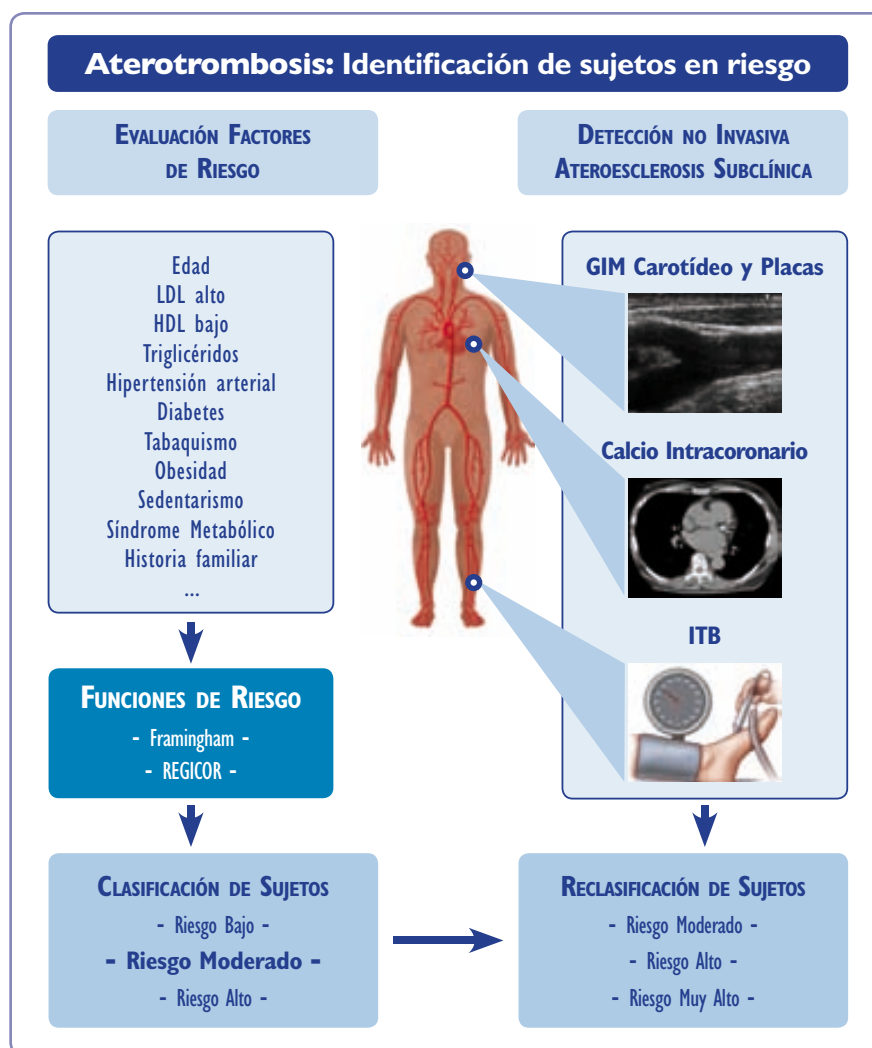 Aterotrombosis: Identificación de sujetos en riesgo
EVALUACIÓN FACTORES
DE RIESGO
DETECCIÓN NO INVASIVA
ATEROESCLEROSIS SUBCLÍNICA
Edad
LDL alto
HDL bajo
Triglicéridos
Hipertensión arterial
Diabetes
Tabaquismo
Obesidad
Sedentarismo
Síndrome Metabólico
Historia familiar
...
GIM Carotídeo y Placas
Calcio Intracoronario
ITB
FUNCIONES DE RIESGO
- Framingham -
- REGICOR -
CLASIFICACIÓN DE SUJETOS
- Riesgo Bajo -
- Riesgo Moderado -
- Riesgo Alto -
RECLASIFICACIÓN DE SUJETOS
- Riesgo Moderado -
- Riesgo Alto -
- Riesgo Muy Alto -